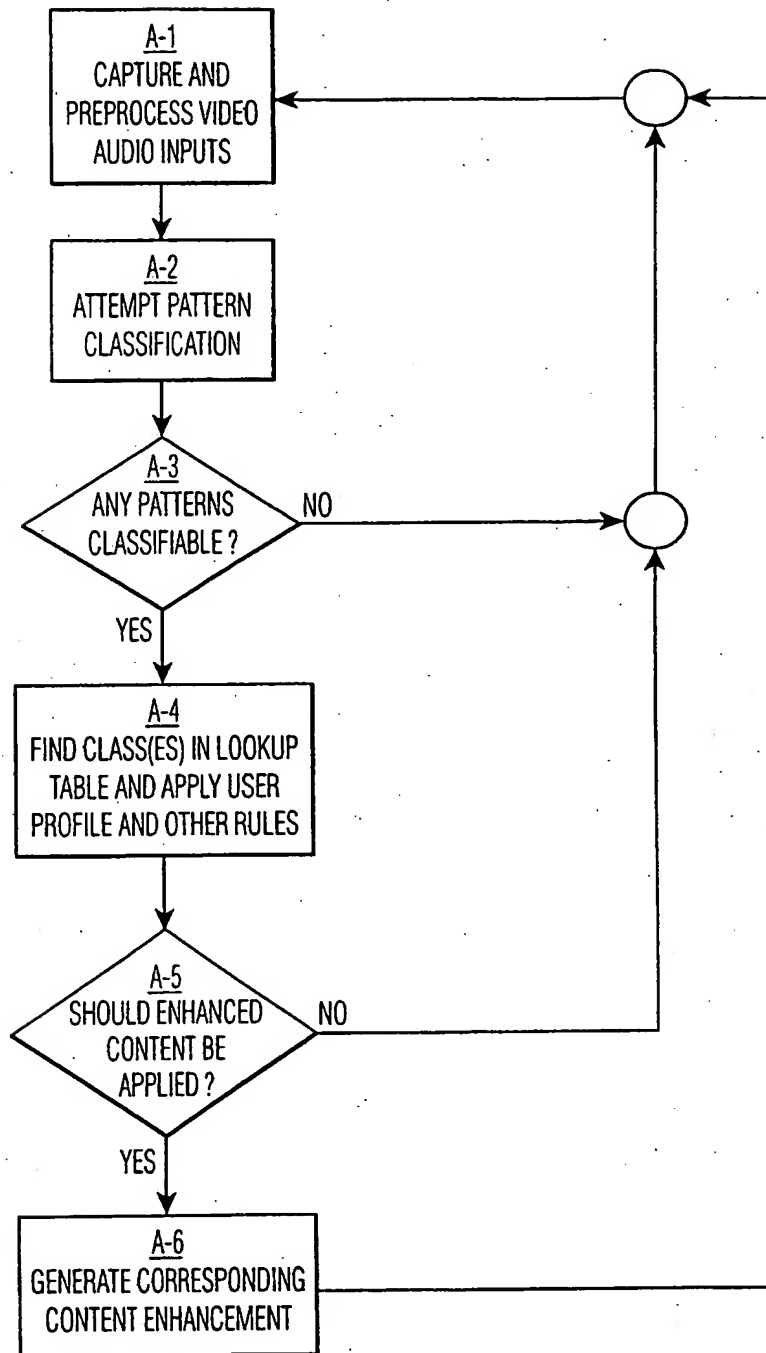 A-1
CAPTURE AND
PREPROCESS VIDEO
AUDIO INPUTS
A-2
ATTEMPT PATTERN
CLASSIFICATION
A-3
ANY PATTERNS
CLASSIFIABLE ?
NO
YES
A-4
FIND CLASS(ES) IN LOOKUP
TABLE AND APPLY USER
PROFILE AND OTHER RULES
A-5
SHOULD ENHANCED
CONTENT BE
APPLIED ?
NO
YES
A-6
GENERATE CORRESPONDING
CONTENT ENHANCEMENT